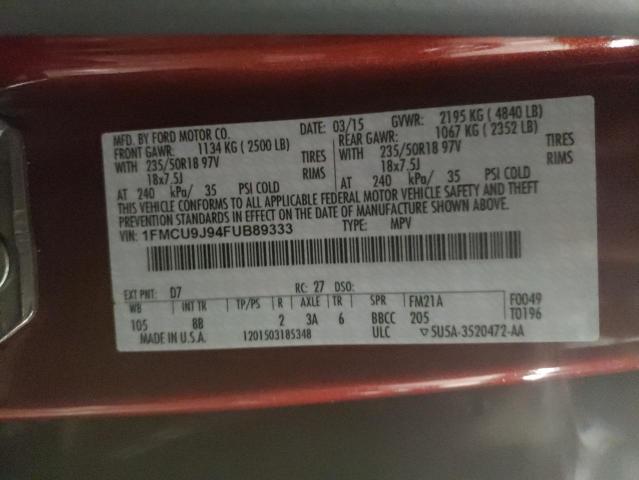 MFD. BY FORD MOTOR CO.
DATE: 03/15 GVWR: 2195 KG ( 4840 LB)
FRONT GAWR: 1134 KG ( 2500 LB) REAR GAWR: 1067 KG ( 2352 LB)
WITH 235/50R18 97V TIRES WITH 235/50R18 97V TIRES
18x7.5J RIMS 18x7.5J RIMS
AT 240 kPa/ 35 PSI COLD AT 240 kPa/ 35 PSI COLD
THIS VEHICLE CONFORMS TO ALL APPLICABLE FEDERAL MOTOR VEHICLE SAFETY AND THEFT
PREVENTION STANDARDS IN EFFECT ON THE DATE OF MANUFACTURE SHOWN ABOVE.
VIN: 1FMCU9J94FUB89333 TYPE: MPV
EXT PNT: D7 RC: 27 DSO: F0049
WB INT TR TP/PS R AXLE TR SPR FM21A T0196
105 8B 2 3A 6 BBCC 205
MADE IN U.S.A. 1201503185348 ULC ▽ SU5A-3520472-AA